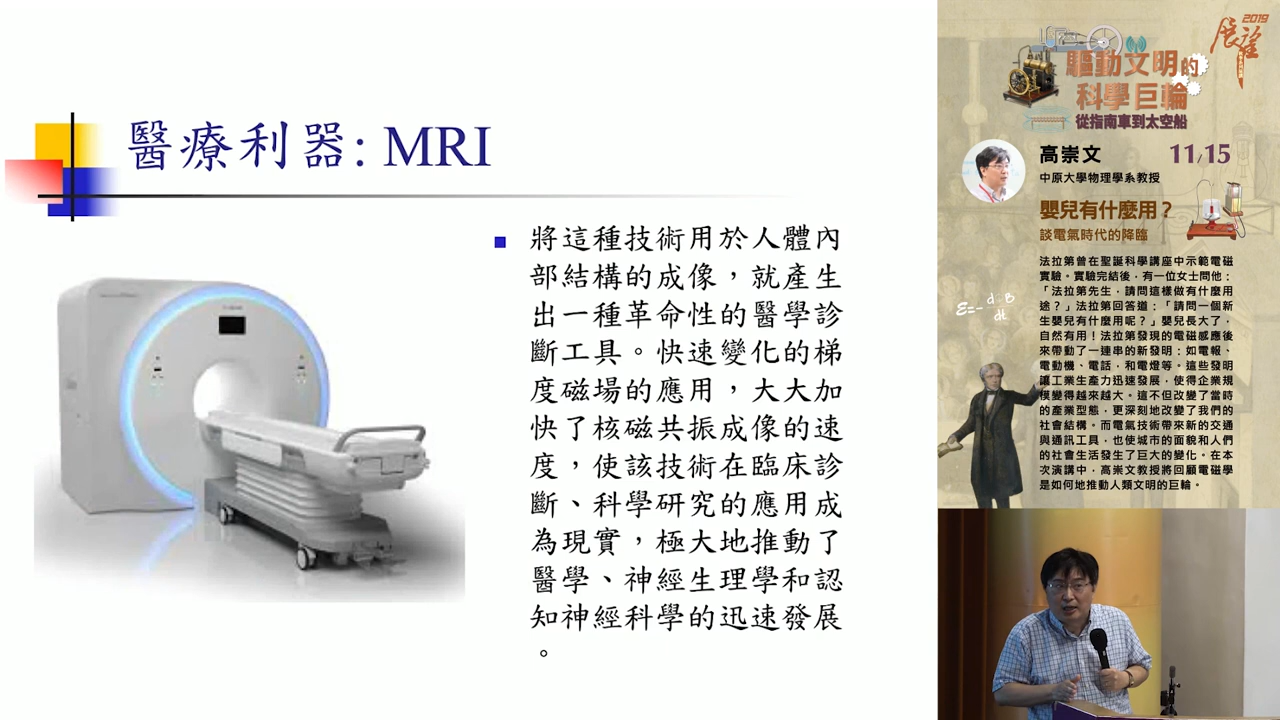 醫療利器: MRI
將這種技術用於人體內
部結構的成像，就產生
出一種革命性的醫學診
斷工具。快速變化的梯
度磁場的應用，大大加
快了核磁共振成像的速
度，使該技術在臨床診
斷、科學研究的應用成
為現實，極大地推動了
醫學、神經生理學和認
知神經科學的迅速發展
。
2019
展望
驅動文明的
科學巨輪
從指南車到太空船
高崇文
11/15
中原大學物理學系教授
嬰兒有什麼用？
談電氣時代的降臨
法拉第曾在聖誕科學講座中示範電磁
實驗。實驗完結後，有一位女士問他：
「法拉第先生，請問這樣做有什麼用
途？」法拉第回答道：「請問一個新
生嬰兒有什麼用呢？」嬰兒長大了，
自然有用！法拉第發現的電磁感應後
來帶動了一連串的新發明：如電報、
電動機、電話，和電燈等。這些發明
讓工業生產力迅速發展，使得企業規
模變得越來越大。這不但改變了當時
的產業型態，更深刻地改變了我們的
社會結構。而電氣技術帶來新的交通
與通訊工具，也使城市的面貌和人們
的社會生活發生了巨大的變化。在本
次演講中，高崇文教授將回顧電磁學
是如何地推動人類文明的巨輪。